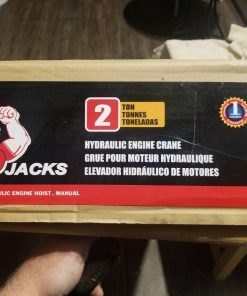 2
TON
TONNES
TONELADAS
HYDRAULIC ENGINE CRANE
GRUE POUR MOTEUR HYDRAULIQUE
ELEVADOR HIDRÁULICO DE MOTORES
JACKS
ULIC ENGINE HOIST, MANUAL
1